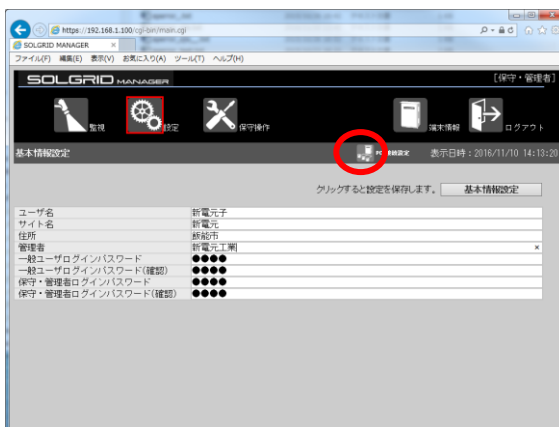 https://192.168.1.100/cgi-bin/main.cgi
SOLGRID MANAGER ×
ファイル(F) 編集(E) 表示(V) お気に入り(A) ツール(T) ヘルプ(H)
SOLGRID MANAGER [保守・管理者]
監視 設定 保守操作 端末情報 ログアウト
基本情報設定 表示日時:2016/11/10 14:13:20
クリックすると設定を保存します。 基本情報設定
ユーザ名 新電元子
サイト名 新電元
住所 飯能市
管理者 新電元工業 ×
一般ユーザログインパスワード ●●●●
一般ユーザログインパスワード(確認) ●●●●
保守・管理者ログインパスワード ●●●●
保守・管理者ログインパスワード(確認) ●●●●